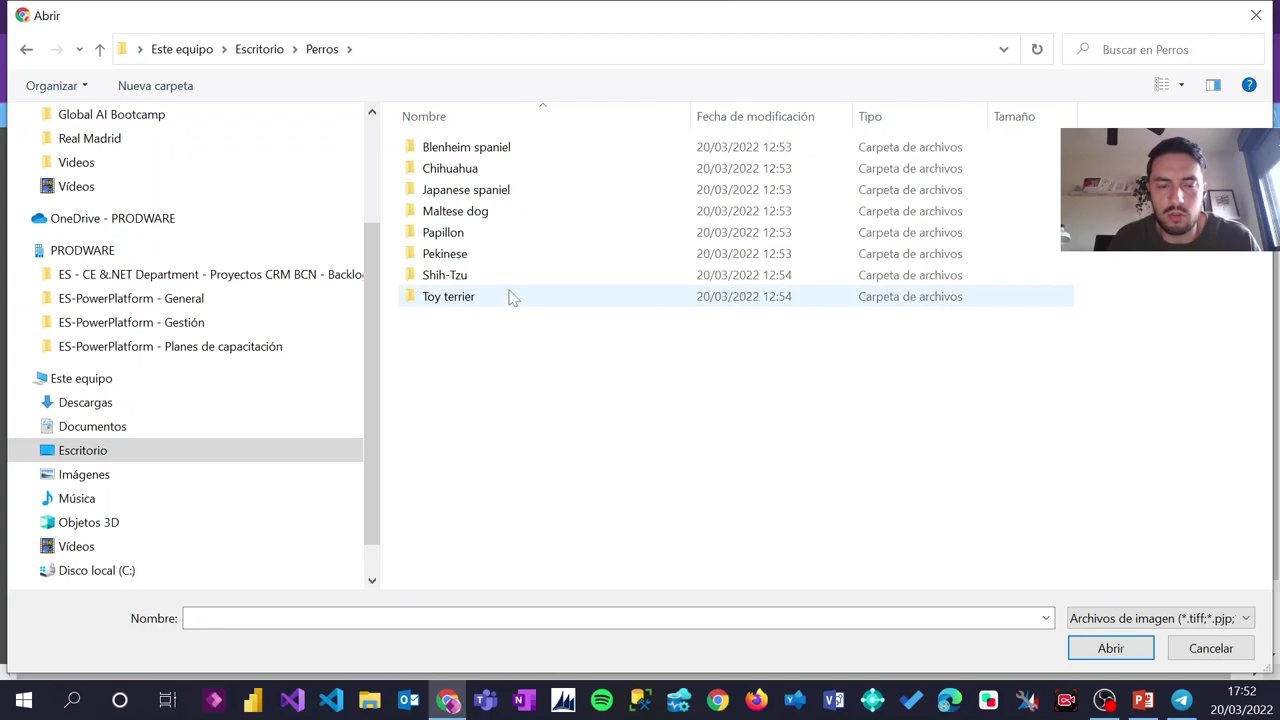 Abrir
Este equipo > Escritorio > Perros >
Buscar en Perros
Organizar
Nueva carpeta
Global AI Bootcamp
Real Madrid
Videos
Vídeos
OneDrive - PRODWARE
PRODWARE
ES - CE &.NET Department - Proyectos CRM BCN - Backlo
ES-PowerPlatform - General
ES-PowerPlatform - Gestión
ES-PowerPlatform - Planes de capacitación
Este equipo
Descargas
Documentos
Escritorio
Imágenes
Música
Objetos 3D
Vídeos
Disco local (C:)
Nombre Fecha de modificación Tipo Tamaño
Blenheim spaniel 20/03/2022 12:53 Carpeta de archivos
Chihuahua 20/03/2022 12:53 Carpeta de archivos
Japanese spaniel 20/03/2022 12:53 Carpeta de archivos
Maltese dog 20/03/2022 12:53 Carpeta de archivos
Papillon 20/03/2022 12:53 Carpeta de archivos
Pekinese 20/03/2022 12:53 Carpeta de archivos
Shih-Tzu 20/03/2022 12:54 Carpeta de archivos
Toy terrier 20/03/2022 12:54 Carpeta de archivos
Nombre:
Archivos de imagen (*.tiff;*.pjp;
Abrir
Cancelar
17:52
20/03/2022